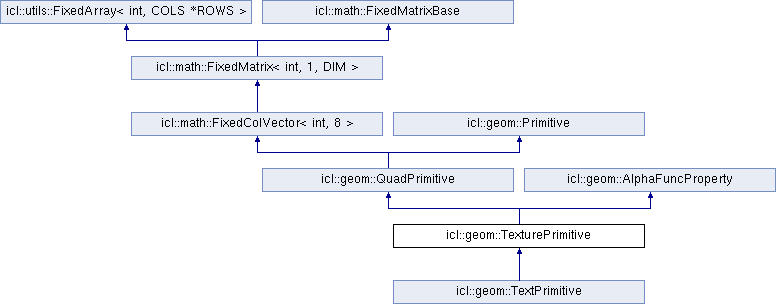 icl::utils::FixedArray< int, COLS *ROWS >
icl::math::FixedMatrixBase
icl::math::FixedMatrix< int, 1, DIM >
icl::math::FixedColVector< int, 8 >
icl::geom::Primitive
icl::geom::QuadPrimitive
icl::geom::AlphaFuncProperty
icl::geom::TexturePrimitive
icl::geom::TextPrimitive